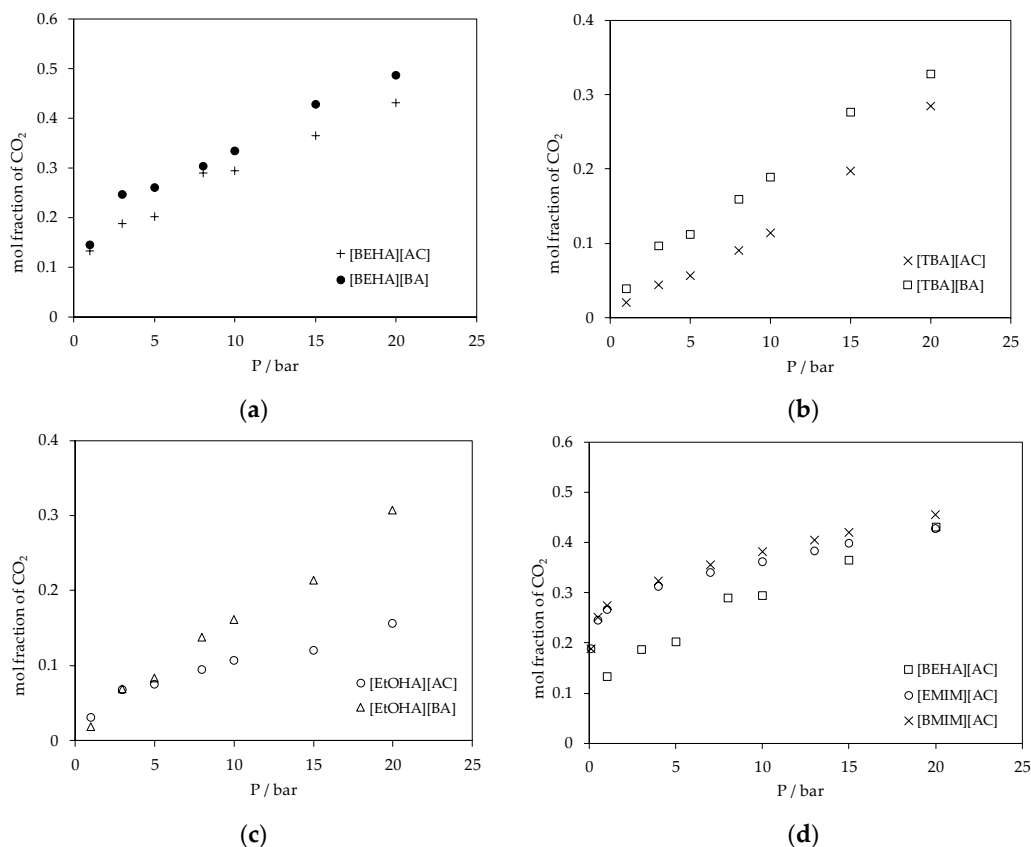 0.6
0.5
0.4
0.3
0.2
0.1
0
mol fraction of CO₂
0 5 10 15 20 25
P / bar
[BEHA][AC]
[BEHA][BA]
(a)
0.4
0.3
0.2
0.1
0
mol fraction of CO₂
0 5 10 15 20 25
P / bar
[TBA][AC]
[TBA][BA]
(b)
0.4
0.3
0.2
0.1
0
mol fraction of CO₂
0 5 10 15 20 25
P / bar
[EtOHA][AC]
[EtOHA][BA]
(c)
0.6
0.5
0.4
0.3
0.2
0.1
0
mol fraction of CO₂
0 5 10 15 20 25
P / bar
[BEHA][AC]
[EMIM][AC]
[BMIM][AC]
(d)